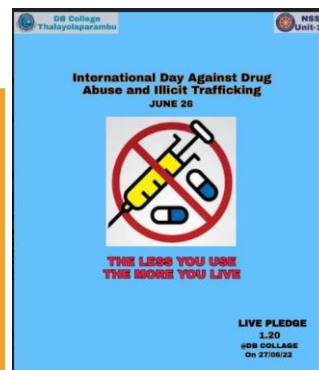 DB College
Thalayolaparambu
NSS
Unit-1
International Day Against Drug
Abuse and Illicit Trafficking
JUNE 26
THE LESS YOU USE
THE MORE YOU LIVE
LIVE PLEDGE
1.20
@DB COLLAGE
On 27/06/22